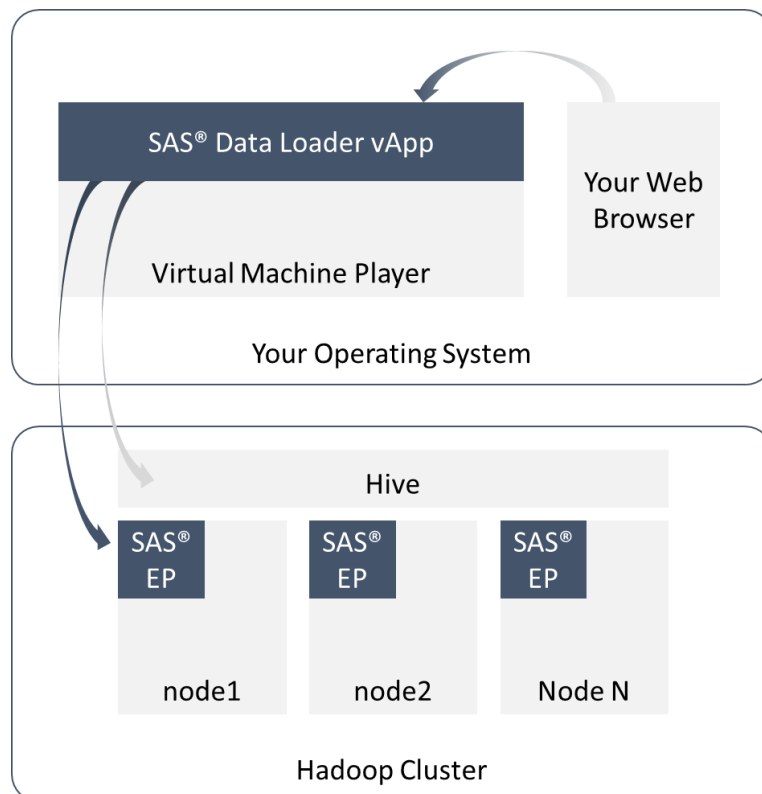 SAS® Data Loader vApp
Your Web
Browser
Virtual Machine Player
Your Operating System
Hive
SAS®
EP
SAS®
EP
SAS®
EP
node1
node2
Node N
Hadoop Cluster